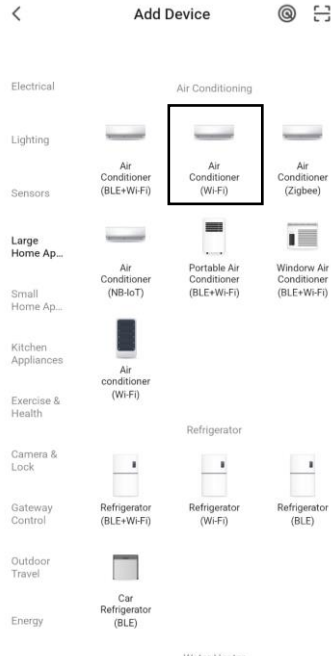 Add Device
Electrical
Lighting
Sensors
Large
Home Ap...
Small
Home Ap...
Kitchen
Appliances
Exercise &
Health
Camera &
Lock
Gateway
Control
Outdoor
Travel
Energy
Air Conditioning
Air
Conditioner
(BLE+Wi-Fi)
Air
Conditioner
(Wi-Fi)
Air
Conditioner
(Zigbee)
Air
Conditioner
(NB-IoT)
Portable Air
Conditioner
(BLE+Wi-Fi)
Windorw Air
Conditioner
(BLE+Wi-Fi)
Air
conditioner
(Wi-Fi)
Refrigerator
Refrigerator
(BLE+Wi-Fi)
Refrigerator
(Wi-Fi)
Refrigerator
(BLE)
Car
Refrigerator
(BLE)